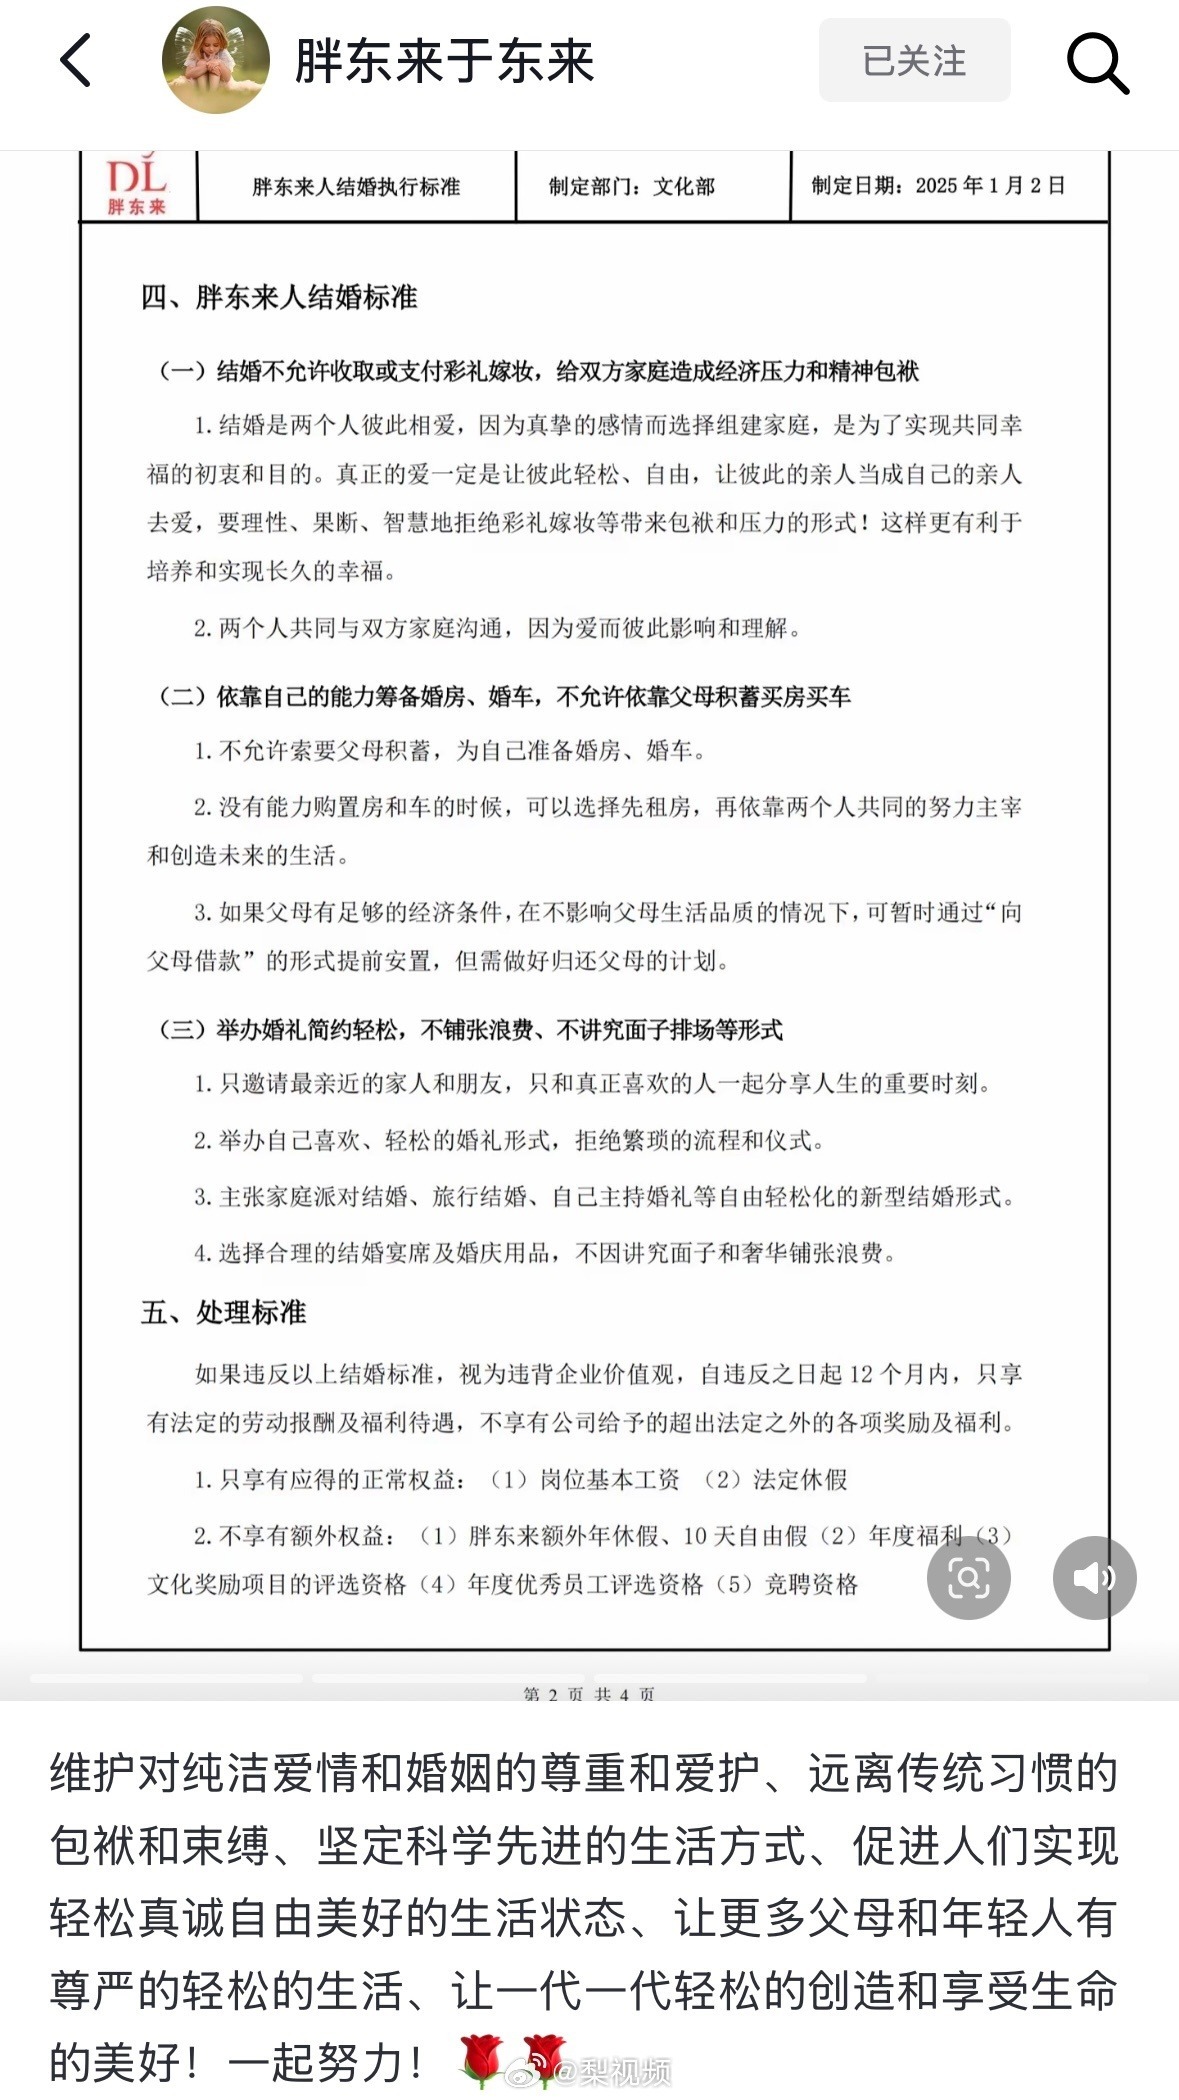 胖东来于东来
已关注
DL
胖东来
胖东来人结婚执行标准
制定部门：文化部
制定日期：2025年1月2日
四、胖东来人结婚标准
（一）结婚不允许收取或支付彩礼嫁妆，给双方家庭造成经济压力和精神包袱
1.结婚是两个人彼此相爱，因为真挚的感情而选择组建家庭，是为了实现共同幸
福的初衷和目的。真正的爱一定是让彼此轻松、自由，让彼此的亲人当成自己的亲人
去爱，要理性、果断、智慧地拒绝彩礼嫁妆等带来包袱和压力的形式！这样更有利于
培养和实现长久的幸福。
2.两个人共同与双方家庭沟通，因为爱而彼此影响和理解。
（二）依靠自己的能力筹备婚房、婚车，不允许依靠父母积蓄买房买车
1.不允许索要父母积蓄，为自己准备婚房、婚车。
2.没有能力购置房和车的时候，可以选择先租房，再依靠两个人共同的努力主宰
和创造未来的生活。
3.如果父母有足够的经济条件，在不影响父母生活品质的情况下，可暂时通过“向
父母借款”的形式提前安置，但需做好归还父母的计划。
（三）举办婚礼简约轻松，不铺张浪费、不讲究面子排场等形式
1.只邀请最亲近的家人和朋友，只和真正喜欢的人一起分享人生的重要时刻。
2.举办自己喜欢、轻松的婚礼形式，拒绝繁琐的流程和仪式。
3.主张家庭派对结婚、旅行结婚、自己主持婚礼等自由轻松化的新型结婚形式。
4.选择合理的结婚宴席及婚庆用品，不因讲究面子和奢华铺张浪费。
五、处理标准
如果违反以上结婚标准，视为违背企业价值观，自违反之日起12个月内，只享
有法定的劳动报酬及福利待遇，不享有公司给予的超出法定之外的各项奖励及福利。
1.只享有应得的正常权益：（1）岗位基本工资 （2）法定休假
2.不享有额外权益：（1）胖东来额外年休假、10天自由假（2）年度福利（3）
文化奖励项目的评选资格（4）年度优秀员工评选资格（5）竞聘资格
第 2 页 共 4 页
维护对纯洁爱情和婚姻的尊重和爱护、远离传统习惯的
包袱和束缚、坚定科学先进的生活方式、促进人们实现
轻松真诚自由美好的生活状态、让更多父母和年轻人有
尊严的轻松的生活、让一代一代轻松的创造和享受生命
的美好！一起努力！🌹🌹
@梨视频